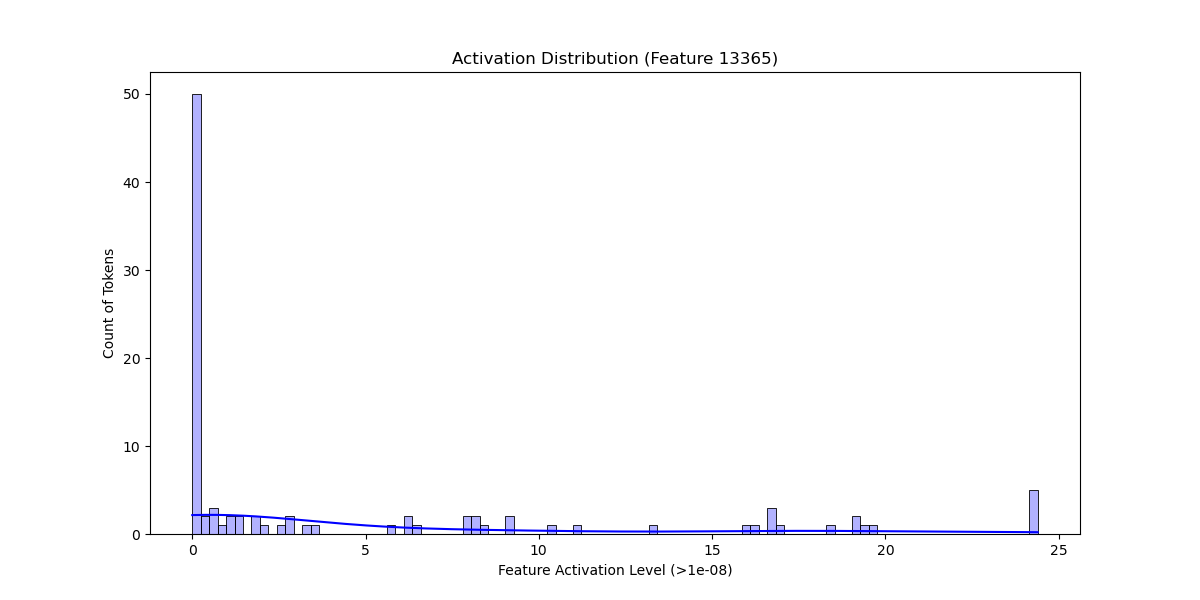 Activation Distribution (Feature 13365)
50
40
30
20
10
0
Count of Tokens
0 5 10 15 20 25
Feature Activation Level (>1e-08)